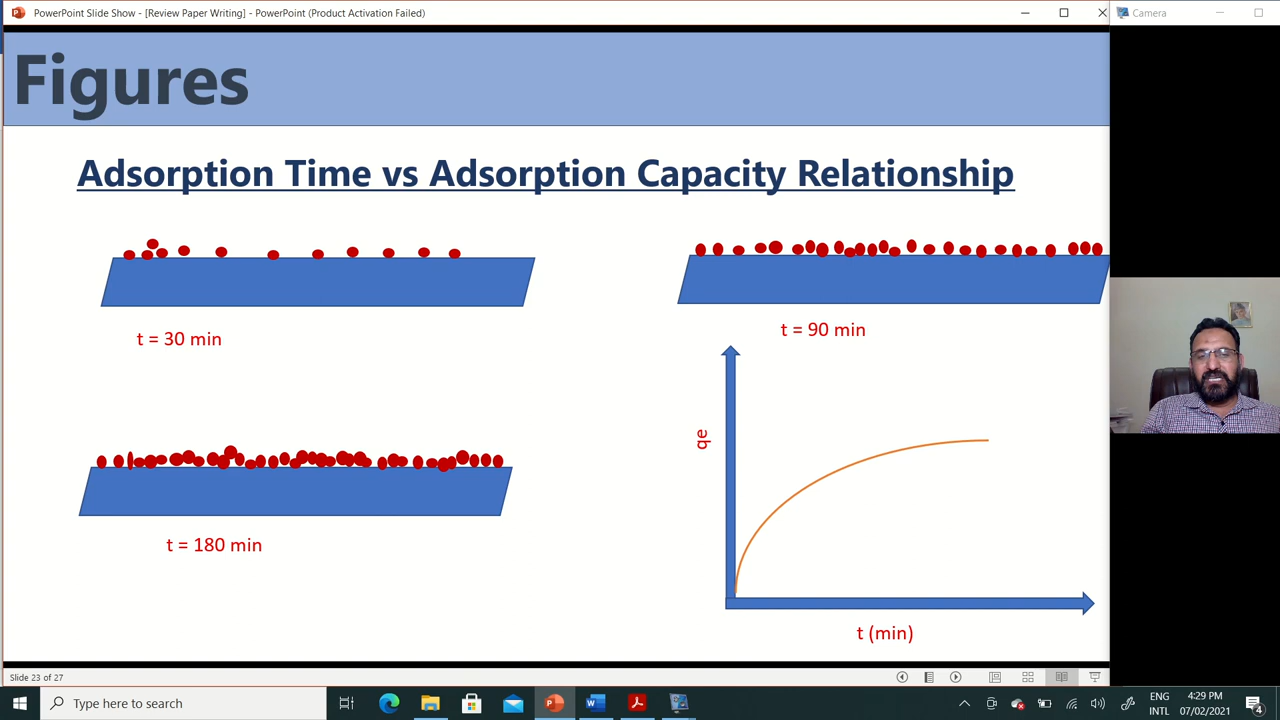 PowerPoint Slide Show - [Review Paper Writing] - PowerPoint (Product Activation Failed)
Camera
Figures
Adsorption Time vs Adsorption Capacity Relationship
t = 30 min
t = 90 min
t = 180 min
qe
t (min)
Slide 23 of 27
Type here to search
ENG
INTL
4:29 PM
07/02/2021
4